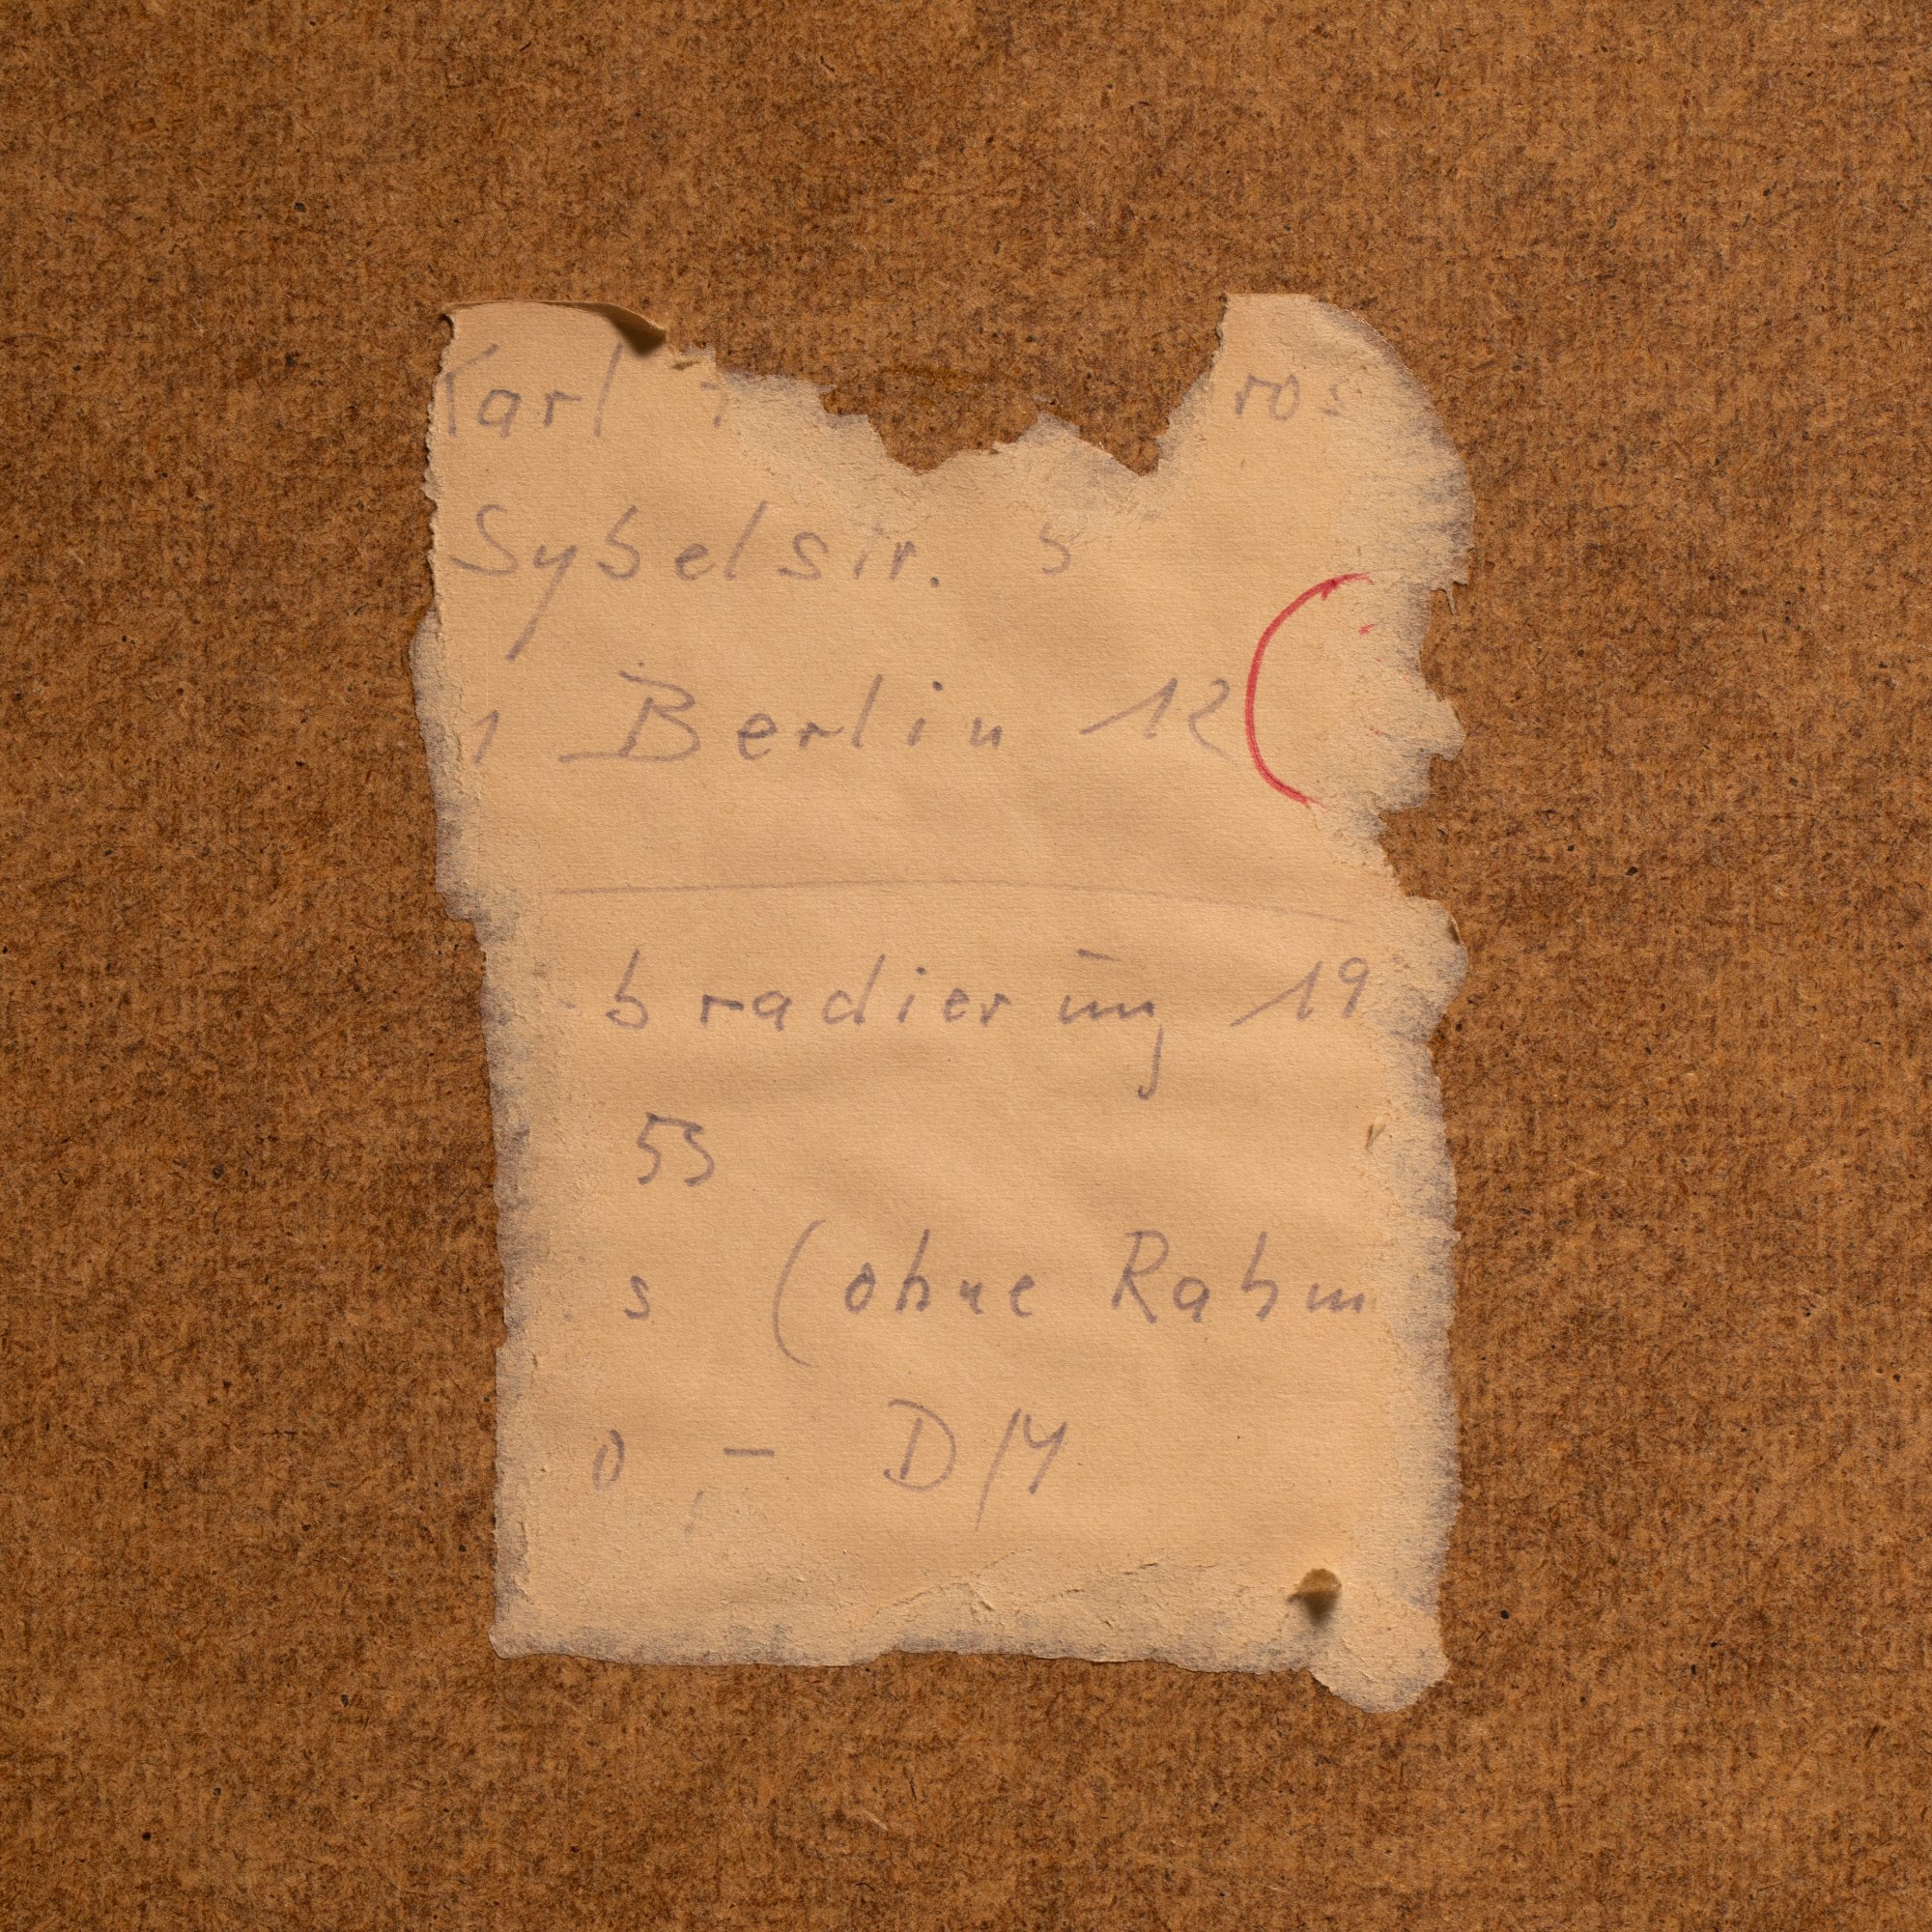 Karl ros
Sybelstr. 5
1 Berlin 12
bradierung 19
53
s (ohne Rahm
0,- DM